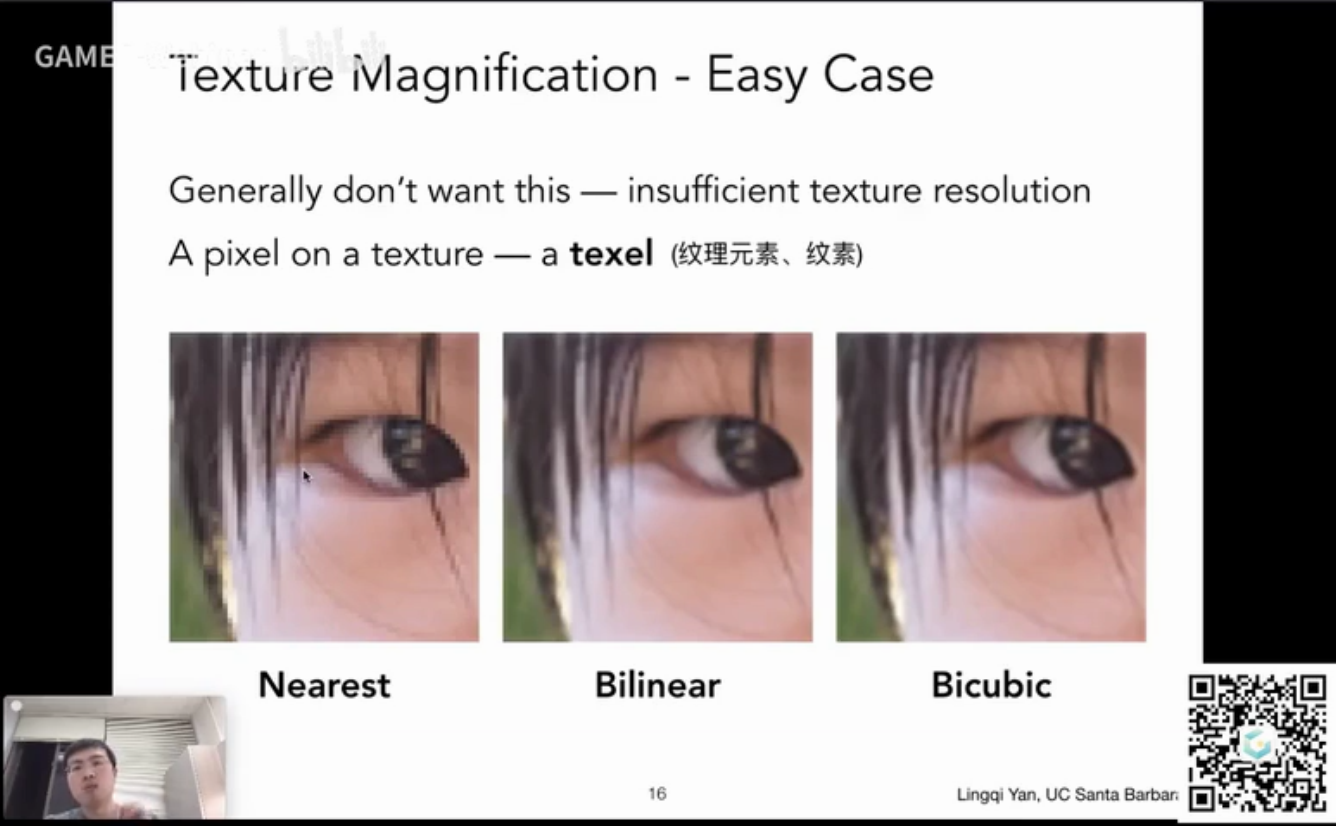 GAME
Texture Magnification - Easy Case
Generally don’t want this — insufficient texture resolution
A pixel on a texture — a texel (纹理元素、纹素)
Nearest
Bilinear
Bicubic
16
Lingqi Yan, UC Santa Barbara